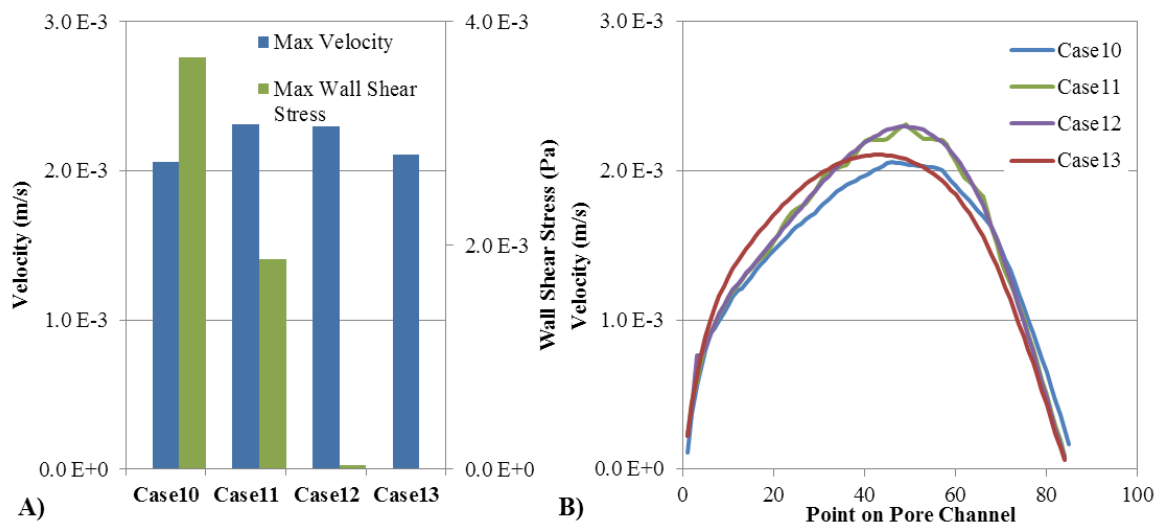 3.0 E-3
2.0 E-3
1.0 E-3
0.0 E+0
Velocity (m/s)
Max Velocity
Max Wall Shear
Stress
4.0 E-3
2.0 E-3
0.0 E+0
Wall Shear Stress (Pa)
Case10 Case11 Case12 Case13
A)
3.0 E-3
2.0 E-3
1.0 E-3
0.0 E+0
Velocity (m/s)
Case10
Case11
Case12
Case13
0 20 40 60 80 100
Point on Pore Channel
B)